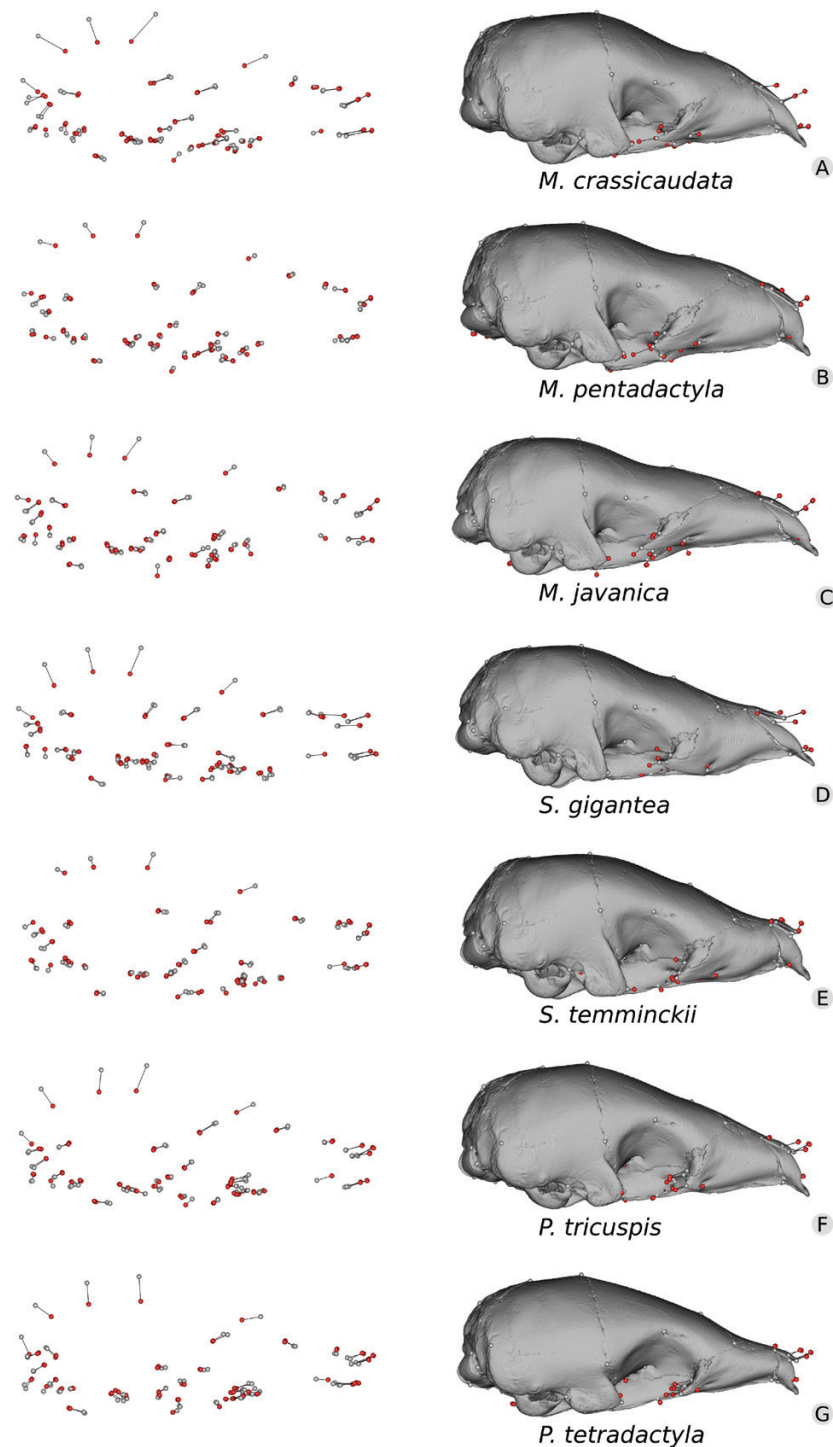 A
M. crassicaudata
B
M. pentadactyla
C
M. javanica
D
S. gigantea
E
S. temminckii
F
P. tricuspis
G
P. tetradactyla